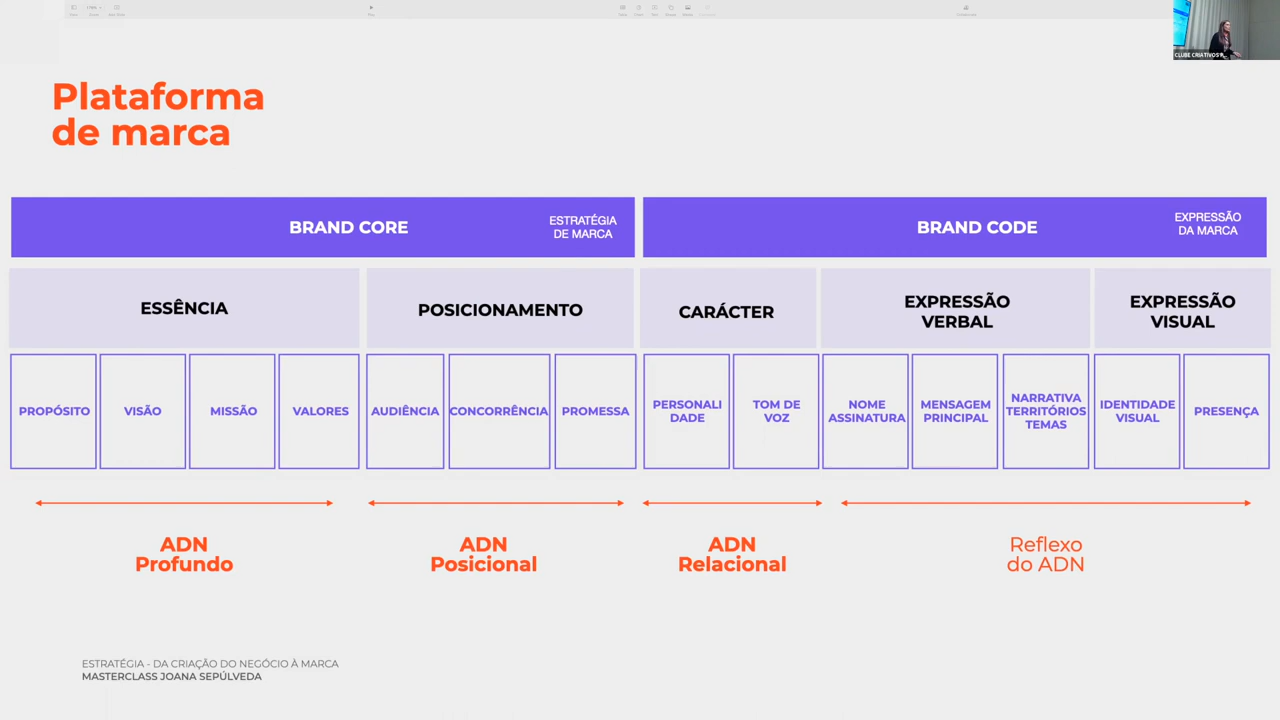 CLUBE CRIATIVOS
Plataforma
de marca
BRAND CORE
ESTRATÉGIA
DE MARCA
BRAND CODE
EXPRESSÃO
DA MARCA
ESSÊNCIA
POSICIONAMENTO
CARÁCTER
EXPRESSÃO
VERBAL
EXPRESSÃO
VISUAL
PROPÓSITO
VISÃO
MISSÃO
VALORES
AUDIÊNCIA
CONCORRÊNCIA
PROMESSA
PERSONALI
DADE
TOM DE
VOZ
NOME
ASSINATURA
MENSAGEM
PRINCIPAL
NARRATIVA
TERRITÓRIOS
TEMAS
IDENTIDADE
VISUAL
PRESENÇA
ADN
Profundo
ADN
Posicional
ADN
Relacional
Reflexo
do ADN
ESTRATÉGIA - DA CRIAÇÃO DO NEGÓCIO À MARCA
MASTERCLASS JOANA SEPÚLVEDA